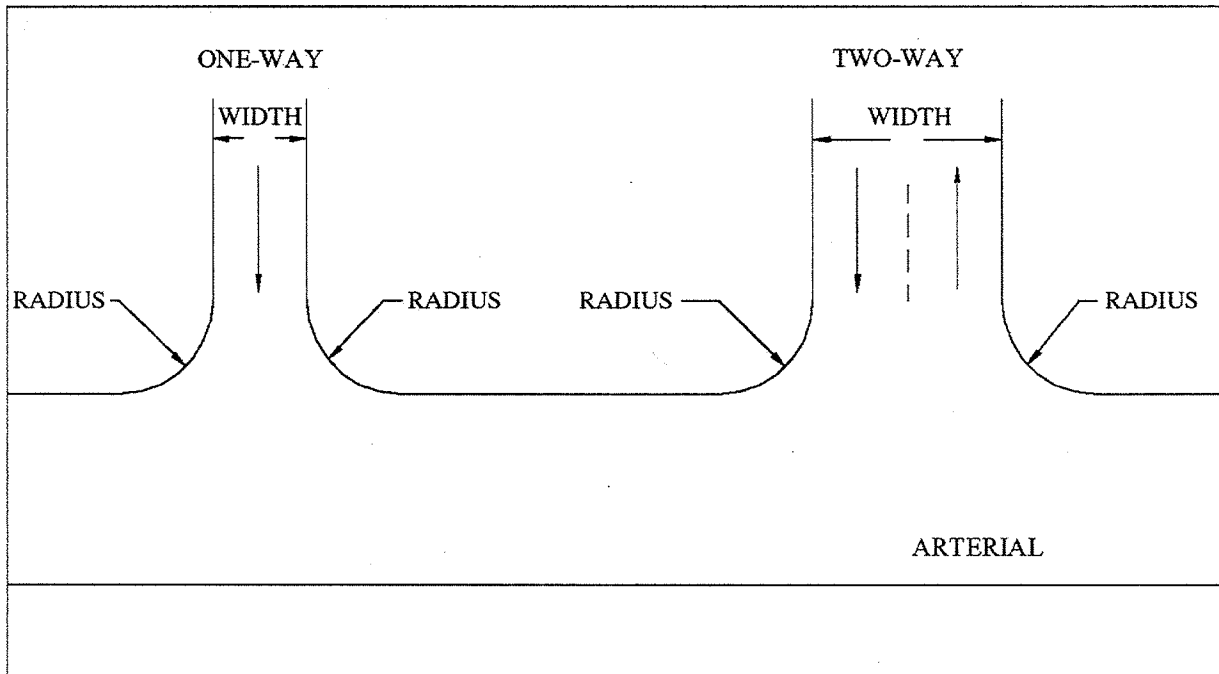 ONE-WAY
TWO-WAY
WIDTH
WIDTH
RADIUS
RADIUS
RADIUS
RADIUS
ARTERIAL